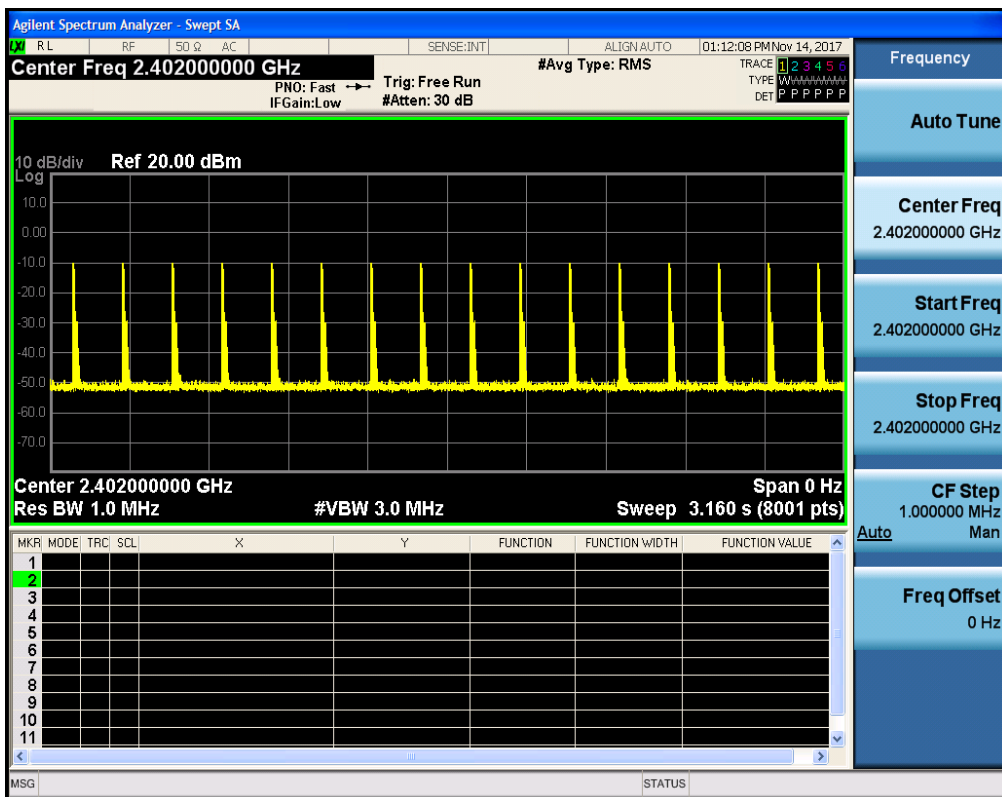 Agilent Spectrum Analyzer - Swept SA
LXI RL RF 50 Ω AC SENSE:INT ALIGN AUTO 01:12:08 PM Nov 14, 2017
Center Freq 2.402000000 GHz #Avg Type: RMS TRACE 1 2 3 4 5 6
PNO: Fast Trig: Free Run TYPE W
IFGain:Low #Atten: 30 dB DET P P P P P P
10 dB/div Ref 20.00 dBm
Log
10.0
0.00
-10.0
-20.0
-30.0
-40.0
-50.0
-60.0
-70.0
Center 2.402000000 GHz Span 0 Hz
Res BW 1.0 MHz #VBW 3.0 MHz Sweep 3.160 s (8001 pts)
MKR MODE TRC SCL X Y FUNCTION FUNCTION WIDTH FUNCTION VALUE
1
2
3
4
5
6
7
8
9
10
11
MSG STATUS
Frequency
Auto Tune
Center Freq
2.402000000 GHz
Start Freq
2.402000000 GHz
Stop Freq
2.402000000 GHz
CF Step
1.000000 MHz
Auto Man
Freq Offset
0 Hz